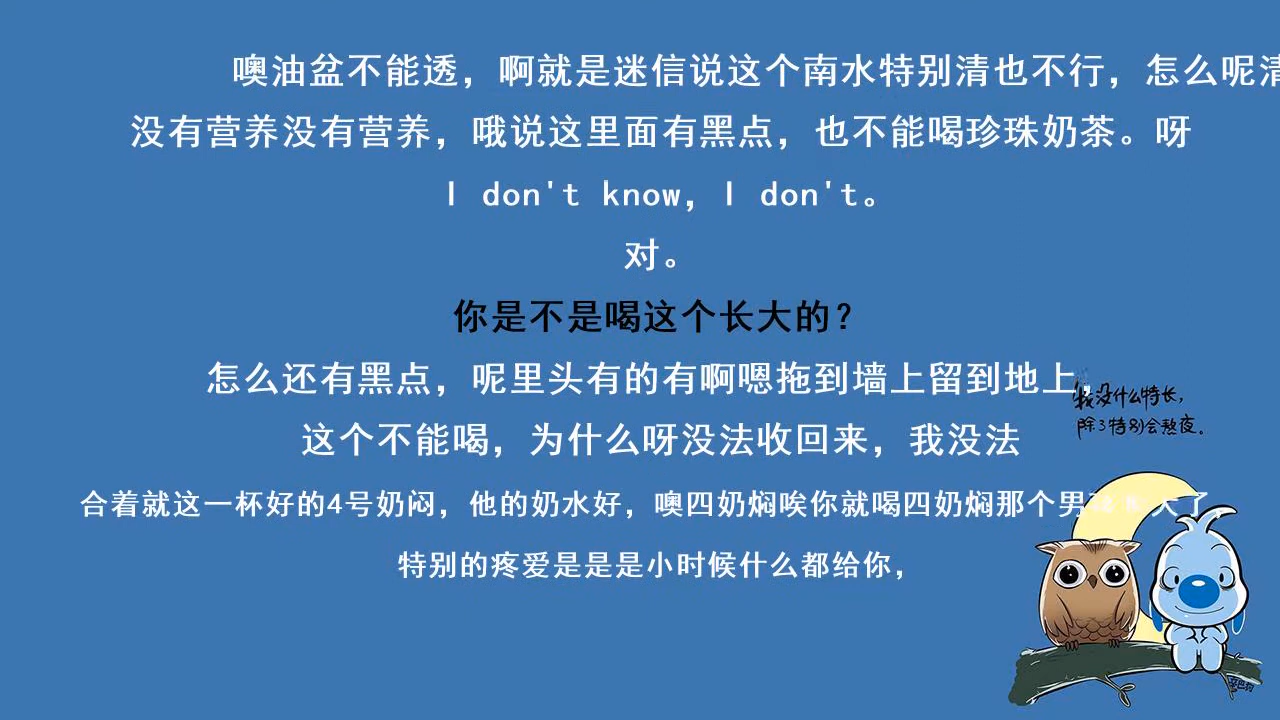 噢油盆不能透，啊就是迷信说这个南水特别清也不行，怎么呢清
没有营养没有营养，哦说这里面有黑点，也不能喝珍珠奶茶。呀
I don't know，I don't。
对。
你是不是喝这个长大的？
怎么还有黑点，呢里头有的有啊嗯拖到墙上留到地上，
我没什么特长，
除了特别会熬夜。
这个不能喝，为什么呀没法收回来，我没法
合着就这一杯好的4号奶闷，他的奶水好，噢四奶焖唉你就喝四奶焖那个男
大了，
特别的疼爱是是是小时候什么都给你，